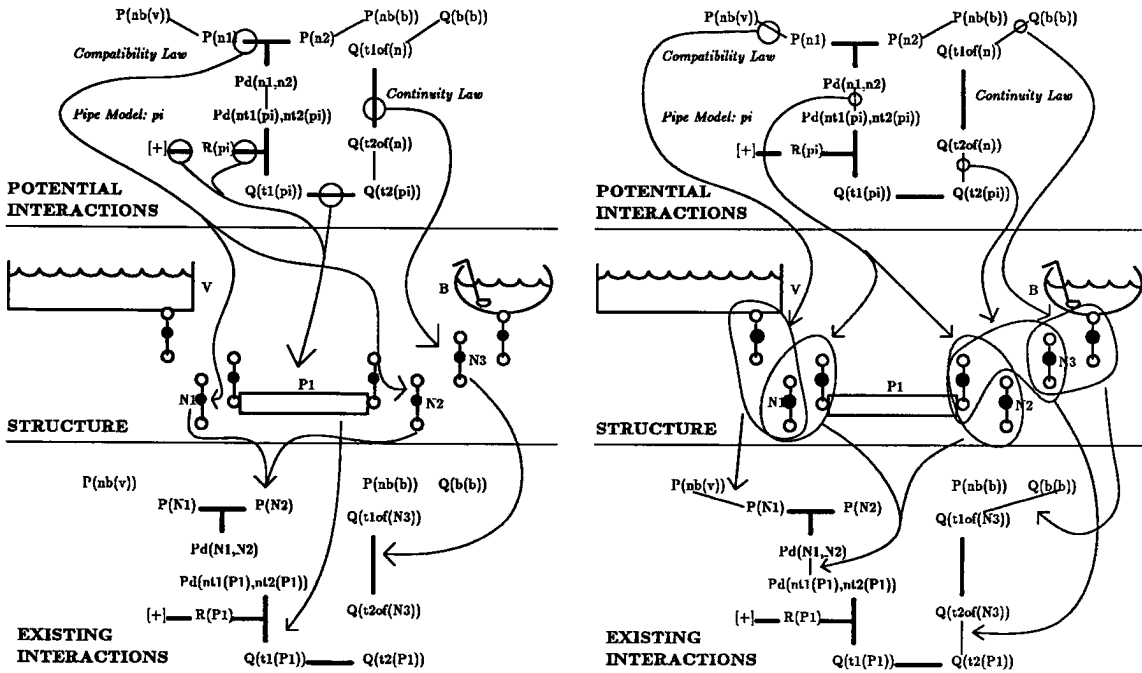 P(nb(v))
P(n1)
P(n2)
P(nb(b))
Q(b(b)
Compatibility Law
Q(t1of(n))
Pd(n1,n2)
Continuity Law
Pipe Model: pi
Pd(nt1(pi),nt2(pi))
[+]
R(pi)
Q(t2of(n))
POTENTIAL
INTERACTIONS
Q(t1(pi))
Q(t2(pi))
V
B
N3
P1
N1
N2
STRUCTURE
P(nb(v))
P(nb(b))
Q(b(b)
P(N1)
P(N2)
Q(t1of(N3))
Pd(N1,N2)
Pd(nt1(P1),nt2(P1))
[+]
R(P1)
Q(t2of(N3))
EXISTING
INTERACTIONS
Q(t1(P1))
Q(t2(P1))
P(nb(v))
P(n1)
P(n2)
P(nb(b))
Q(b(b)
Compatibility Law
Q(t1of(n))
Pd(n1,n2)
Continuity Law
Pipe Model: pi
Pd(nt1(pi),nt2(pi))
[+]
R(pi)
Q(t2of(n))
POTENTIAL
INTERACTIONS
Q(t1(pi))
Q(t2(pi))
V
B
N3
P1
N1
N2
STRUCTURE
P(nb(v))
P(nb(b))
Q(b(b)
P(N1)
P(N2)
Q(t1of(N3))
Pd(N1,N2)
Pd(nt1(P1),nt2(P1))
[+]
R(P1)
Q(t2of(N3))
EXISTING
INTERACTIONS
Q(t1(P1))
Q(t2(P1))